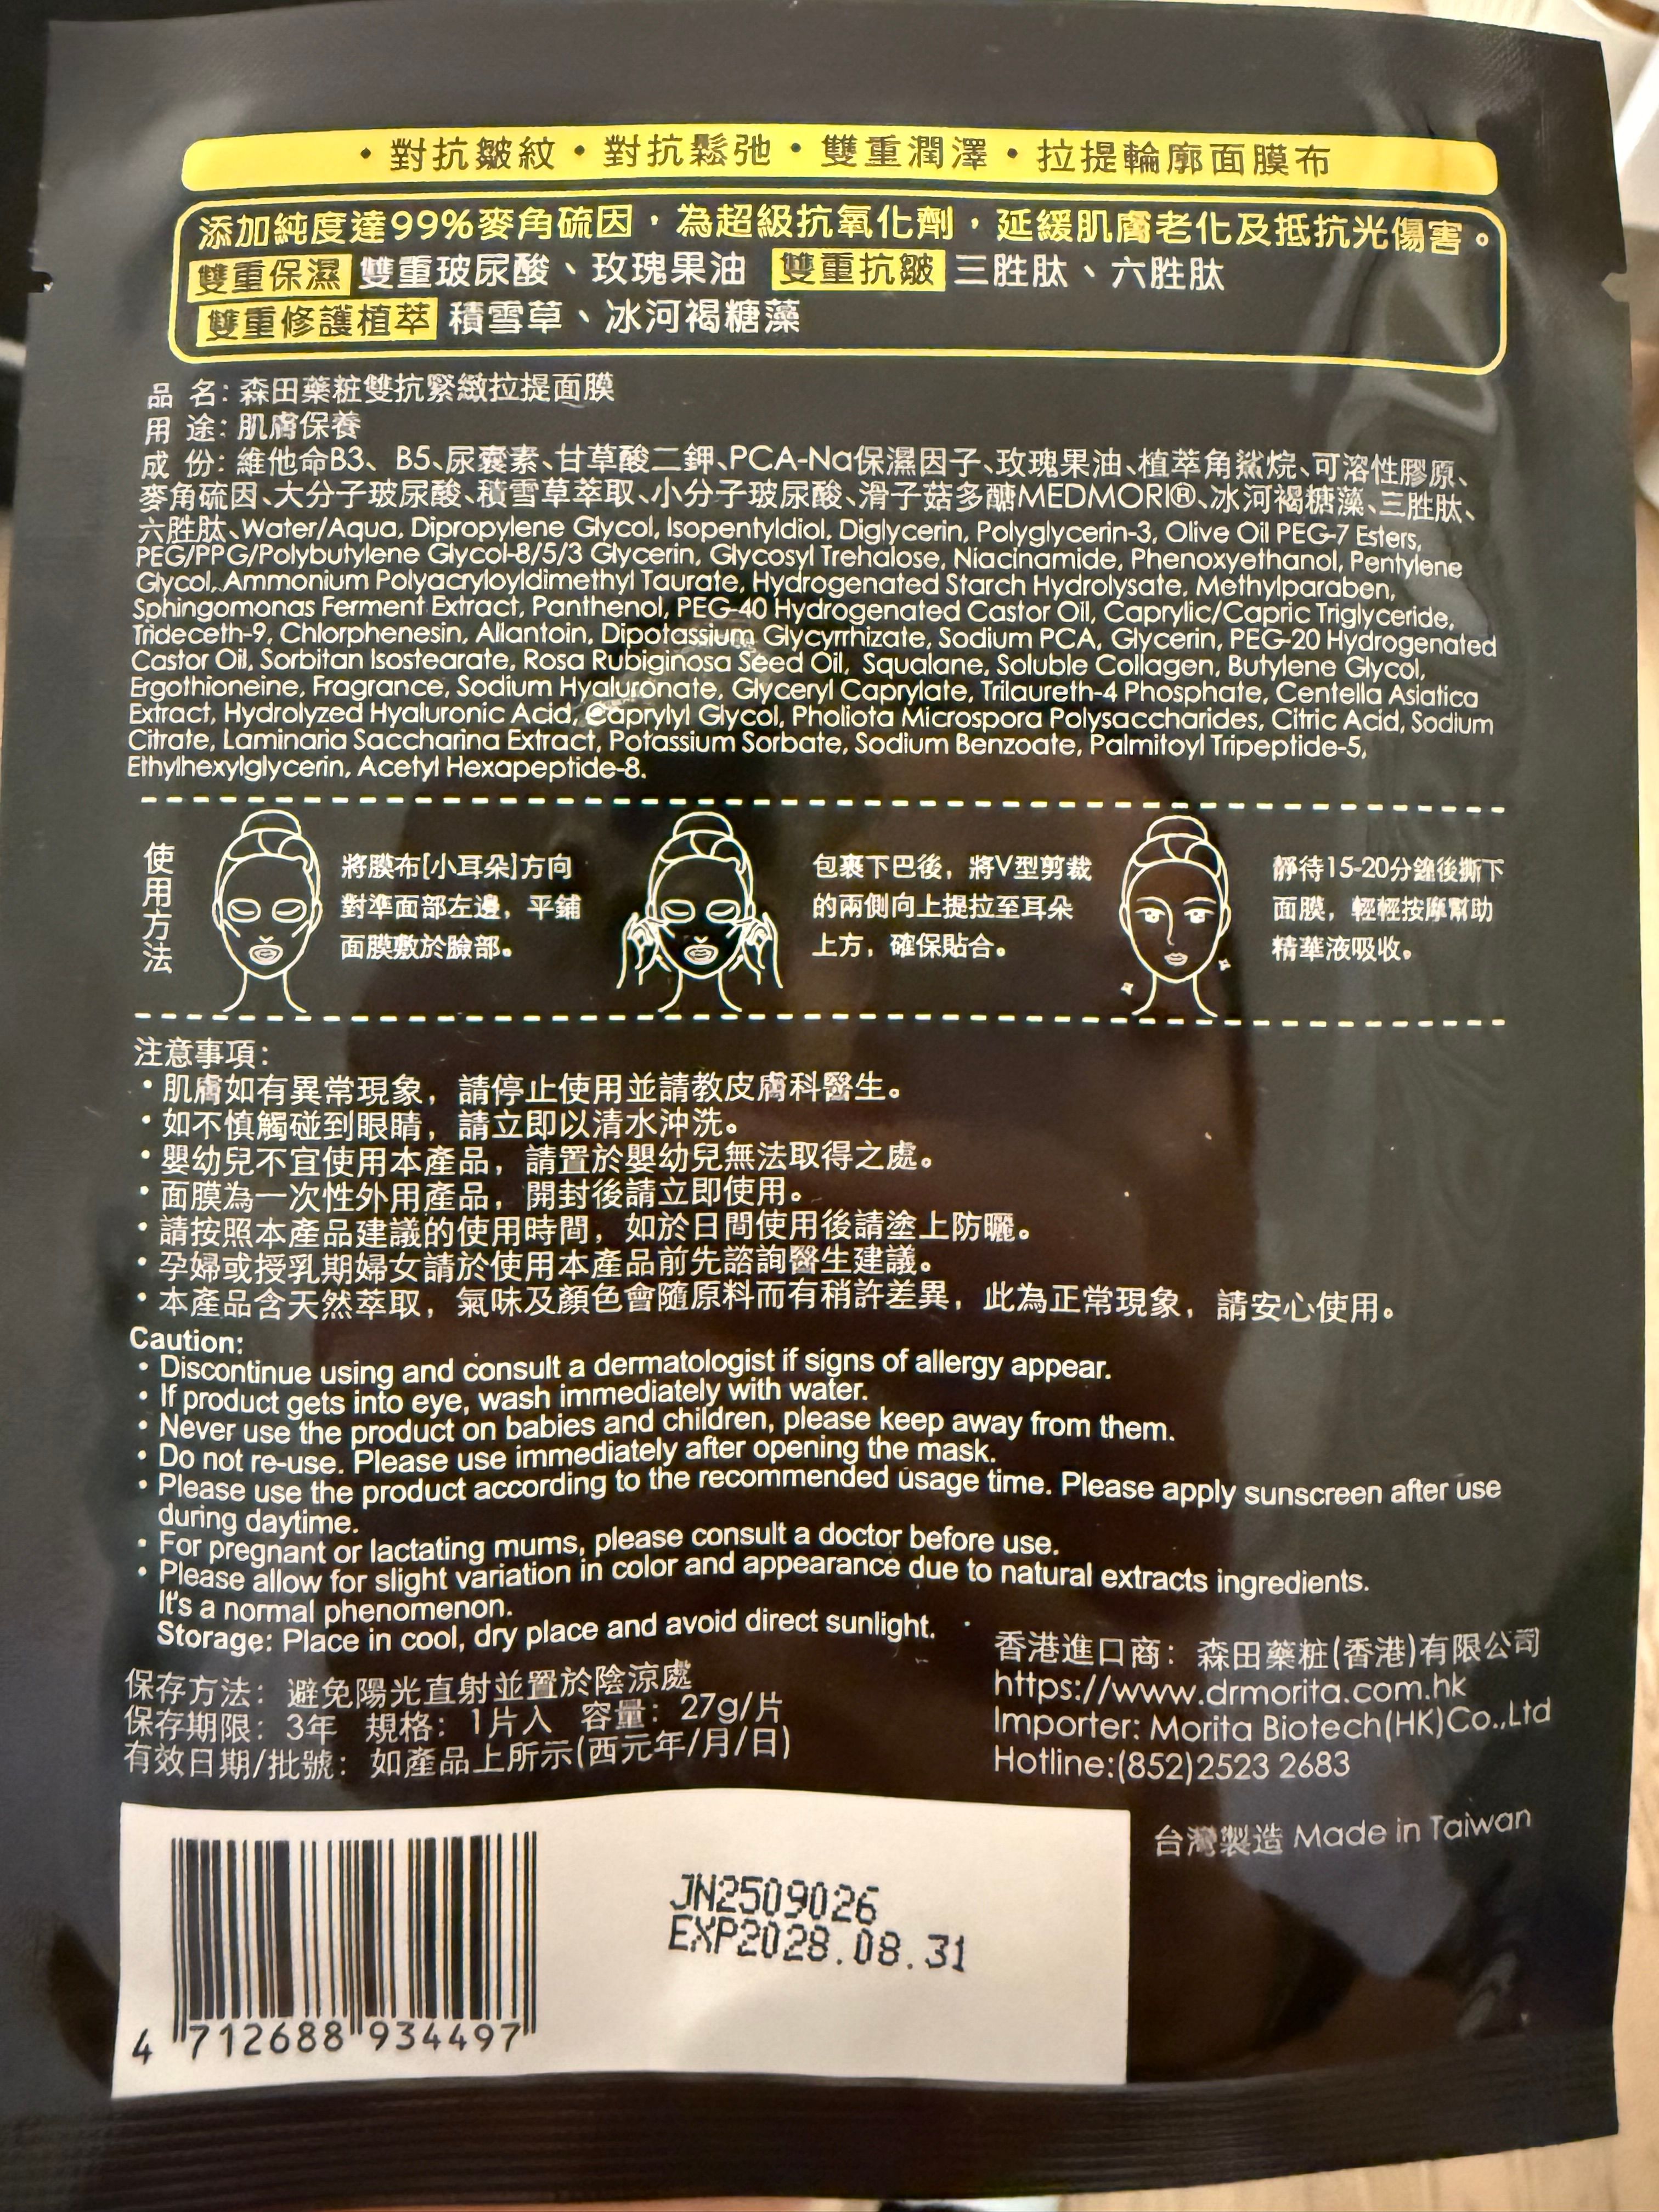 ・對抗皺紋・對抗鬆弛・雙重潤澤・拉提輪廓面膜布
添加純度達99%麥角硫因，為超級抗氧化劑，延緩肌膚老化及抵抗光傷害。
雙重保濕 雙重玻尿酸、玫瑰果油 雙重抗皺 三胜肽、六胜肽
雙重修護植萃 積雪草、冰河褐糖藻
品 名: 森田藥粧雙抗緊緻拉提面膜
用 途: 肌膚保養
成 份: 維他命B3、B5、尿囊素、甘草酸二鉀、PCA-Na保濕因子、玫瑰果油、植萃角鯊烷、可溶性膠原、
麥角硫因、大分子玻尿酸、積雪草萃取、小分子玻尿酸、滑子菇多醣MEDMORI®、冰河褐糖藻、三胜肽、
六胜肽、Water/Aqua, Dipropylene Glycol, Isopentyldiol, Diglycerin, Polyglycerin-3, Olive Oil PEG-7 Esters,
PEG/PPG/Polybutylene Glycol-8/5/3 Glycerin, Glycosyl Trehalose, Niacinamide, Phenoxyethanol, Pentylene
Glycol, Ammonium Polyacryloyldimethyl Taurate, Hydrogenated Starch Hydrolysate, Methylparaben,
Sphingomonas Ferment Extract, Panthenol, PEG-40 Hydrogenated Castor Oil, Caprylic/Capric Triglyceride,
Trideceth-9, Chlorphenesin, Allantoin, Dipotassium Glycyrrhizate, Sodium PCA, Glycerin, PEG-20 Hydrogenated
Castor Oil, Sorbitan Isostearate, Rosa Rubiginosa Seed Oil, Squalane, Soluble Collagen, Butylene Glycol,
Ergothioneine, Fragrance, Sodium Hyaluronate, Glyceryl Caprylate, Trilaureth-4 Phosphate, Centella Asiatica
Extract, Hydrolyzed Hyaluronic Acid, Caprylyl Glycol, Pholiota Microspora Polysaccharides, Citric Acid, Sodium
Citrate, Laminaria Saccharina Extract, Potassium Sorbate, Sodium Benzoate, Palmitoyl Tripeptide-5,
Ethylhexylglycerin, Acetyl Hexapeptide-8.
使用方法
將膜布[小耳朵]方向
對準面部左邊，平鋪
面膜敷於臉部。
包裹下巴後，將V型剪裁
的兩側向上提拉至耳朵
上方，確保貼合。
靜待15-20分鐘後撕下
面膜，輕輕按摩幫助
精華液吸收。
注意事項：
・肌膚如有異常現象，請停止使用並請教皮膚科醫生。
・如不慎觸碰到眼睛，請立即以清水沖洗。
・嬰幼兒不宜使用本產品，請置於嬰幼兒無法取得之處。
・面膜為一次性外用產品，開封後請立即使用。
・請按照本產品建議的使用時間，如於日間使用後請塗上防曬。
・孕婦或授乳期婦女請於使用本產品前先諮詢醫生建議。
・本產品含天然萃取，氣味及顏色會隨原料而有稍許差異，此為正常現象，請安心使用。
Caution:
・Discontinue using and consult a dermatologist if signs of allergy appear.
・If product gets into eye, wash immediately with water.
・Never use the product on babies and children, please keep away from them.
・Do not re-use. Please use immediately after opening the mask.
・Please use the product according to the recommended usage time. Please apply sunscreen after use
during daytime.
・For pregnant or lactating mums, please consult a doctor before use.
・Please allow for slight variation in color and appearance due to natural extracts ingredients.
It's a normal phenomenon.
Storage: Place in cool, dry place and avoid direct sunlight.
保存方法：避免陽光直射並置於陰涼處
保存期限：3年 規格：1片入 容量：27g/片
有效日期/批號：如產品上所示(西元年/月/日)
香港進口商：森田藥粧(香港)有限公司
https://www.drmorita.com.hk
Importer: Morita Biotech(HK)Co.,Ltd
Hotline:(852)2523 2683
台灣製造 Made in Taiwan
JN2509026
EXP2028.08.31
4 712688 934497